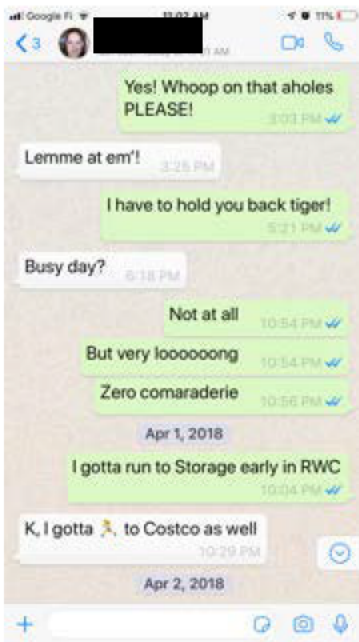 Google Fi 11:02 AM 11%
3 AM
Yes! Whoop on that aholes
PLEASE!
3:03 PM
Lemme at em'!
3:25 PM
I have to hold you back tiger!
5:21 PM
Busy day?
6:18 PM
Not at all
10:54 PM
But very loooooong
10:54 PM
Zero comaraderie
10:56 PM
Apr 1, 2018
I gotta run to Storage early in RWC
10:04 PM
K, I gotta 🏃 to Costco as well
10:29 PM
Apr 2, 2018